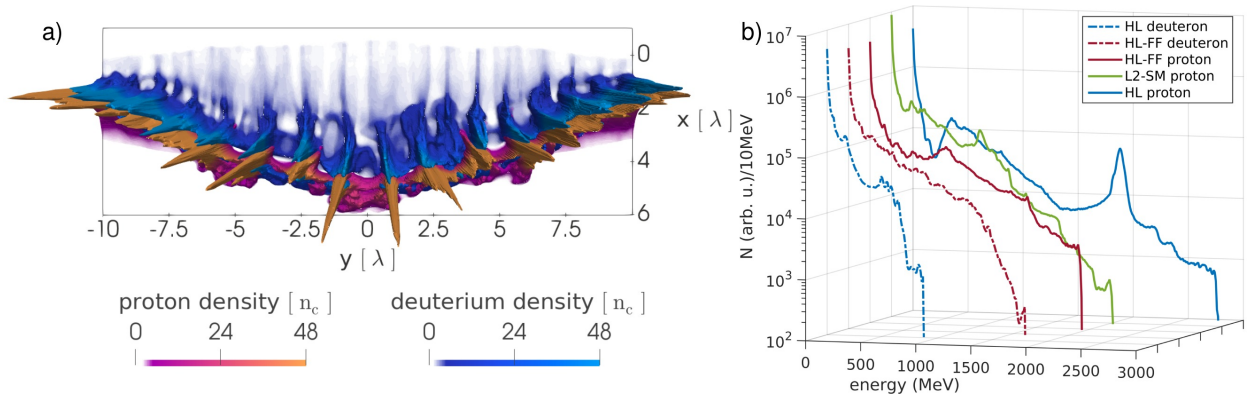 a)
0
2
x [ λ ]
4
6
-10 -7.5 -5 -2.5 0 2.5 5 7.5
y [ λ ]
proton density [ n_c ]
0 24 48
deuterium density [ n_c ]
0 24 48
b)
HL deuteron
HL-FF deuteron
HL-FF proton
L2-SM proton
HL proton
N (arb. u.)/10MeV
10^7
10^6
10^5
10^4
10^3
10^2
0 500 1000 1500 2000 2500 3000
energy (MeV)